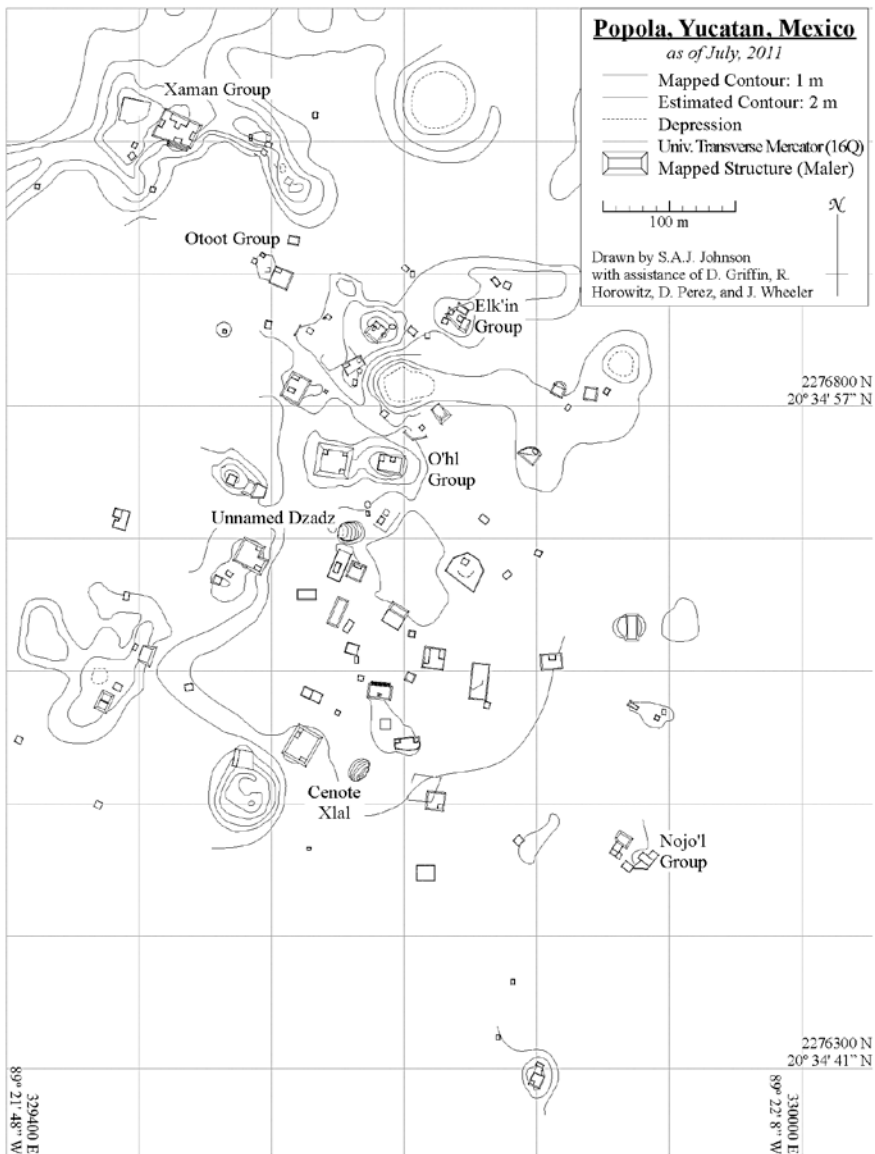 Popola, Yucatan, Mexico
as of July, 2011
Mapped Contour: 1 m
Estimated Contour: 2 m
Depression
Univ. Transverse Mercator (16Q)
Mapped Structure (Maler)
100 m
N
Drawn by S.A.J. Johnson
with assistance of D. Griffin, R.
Horowitz, D. Perez, and J. Wheeler
Xaman Group
Otoot Group
Elk'in
Group
2276800 N
20° 34' 57" N
O'hl
Group
Unnamed Dzadz
Cenote
Xlal
Nojo'l
Group
2276300 N
20° 34' 41" N
329400 E
89° 21' 48" W
330000 E
89° 22' 8" W